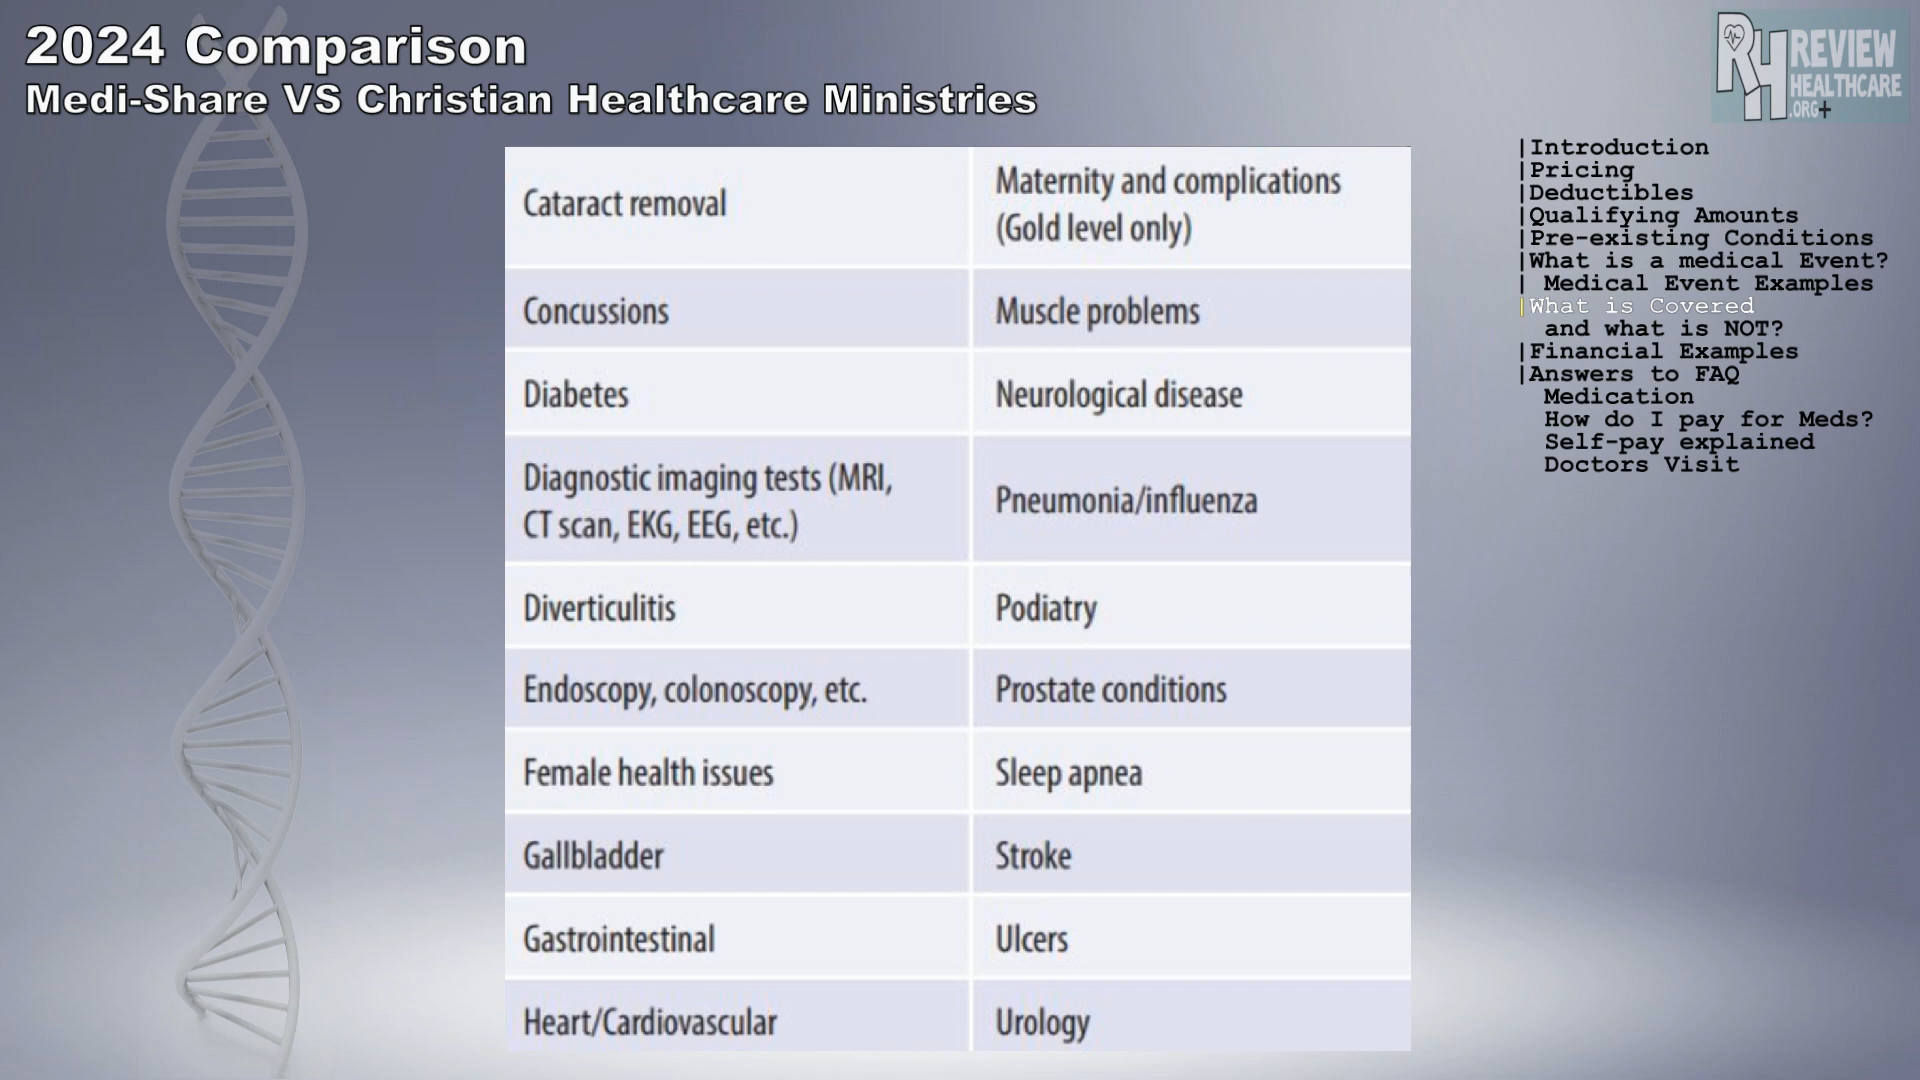 2024 Comparison
Medi-Share VS Christian Healthcare Ministries
RH REVIEW
HEALTHCARE
.ORG+
Cataract removal
Maternity and complications
(Gold level only)
Concussions
Muscle problems
Diabetes
Neurological disease
Diagnostic imaging tests (MRI,
CT scan, EKG, EEG, etc.)
Pneumonia/influenza
Diverticulitis
Podiatry
Endoscopy, colonoscopy, etc.
Prostate conditions
Female health issues
Sleep apnea
Gallbladder
Stroke
Gastrointestinal
Ulcers
Heart/Cardiovascular
Urology
|Introduction
|Pricing
|Deductibles
|Qualifying Amounts
|Pre-existing Conditions
|What is a medical Event?
| Medical Event Examples
|What is Covered
and what is NOT?
|Financial Examples
|Answers to FAQ
Medication
How do I pay for Meds?
Self-pay explained
Doctors Visit